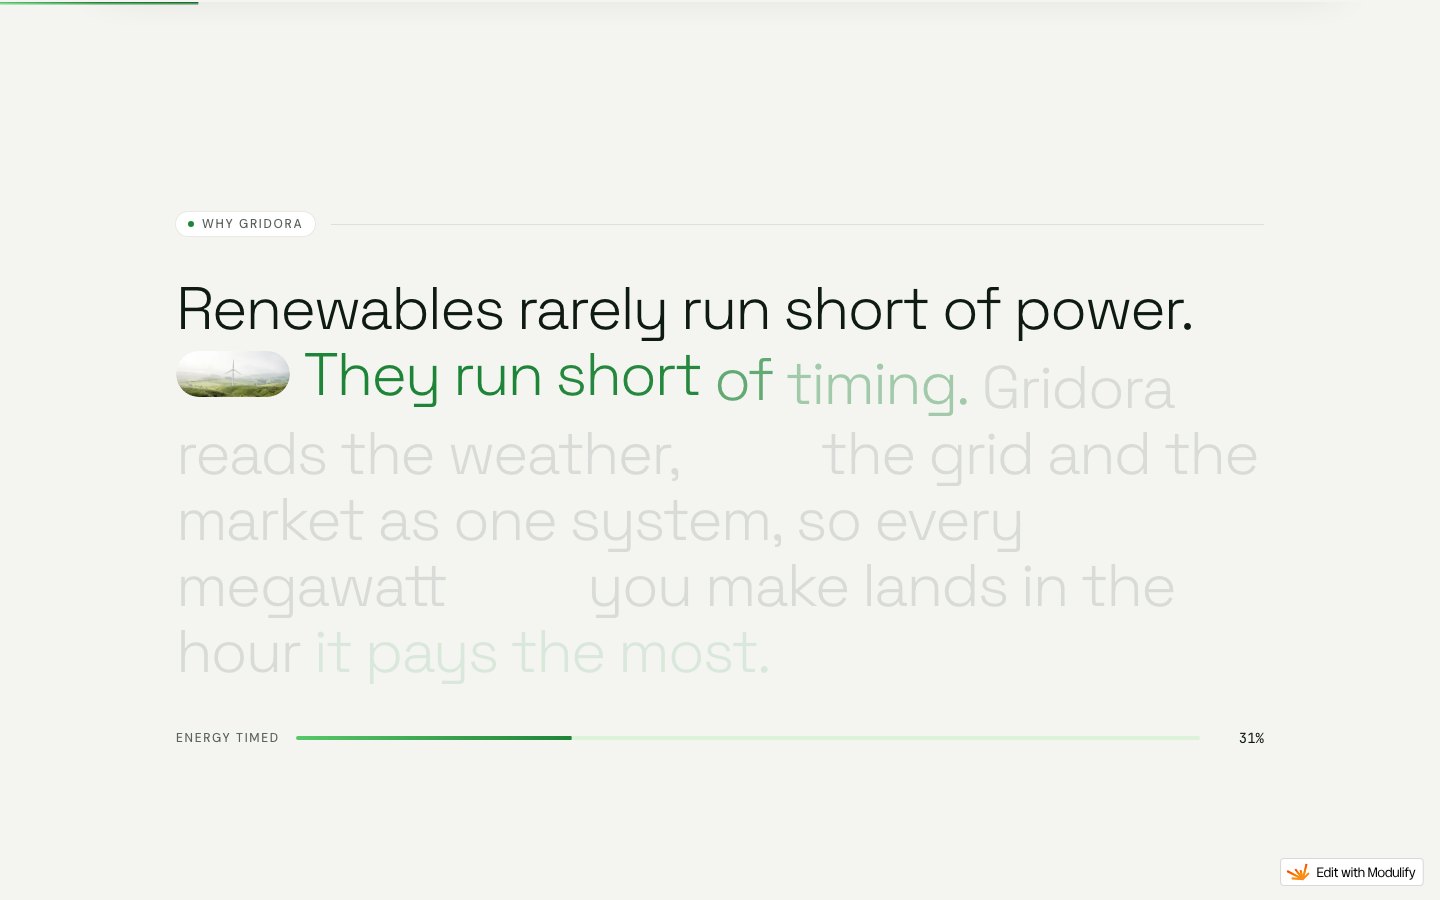 WHY GRIDORA
Renewables rarely run short of power.
They run short of timing. Gridora
reads the weather, the grid and the
market as one system, so every
megawatt you make lands in the
hour it pays the most.
ENERGY TIMED 31%
Edit with Modulify